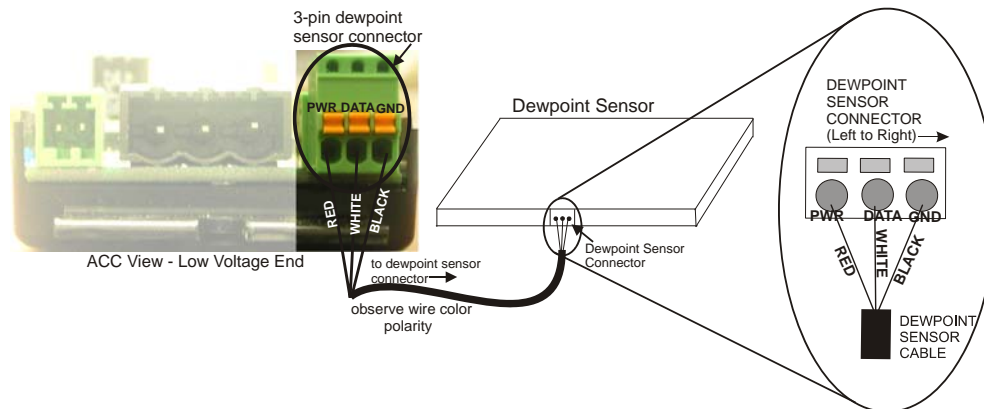 3-pin dewpoint
sensor connector
PWR DATA GND
RED
WHITE
BLACK
ACC View - Low Voltage End
to dewpoint sensor
connector
observe wire color
polarity
Dewpoint Sensor
Dewpoint Sensor
Connector
DEWPOINT
SENSOR
CONNECTOR
(Left to Right)
PWR DATA GND
RED
WHITE
BLACK
DEWPOINT
SENSOR
CABLE